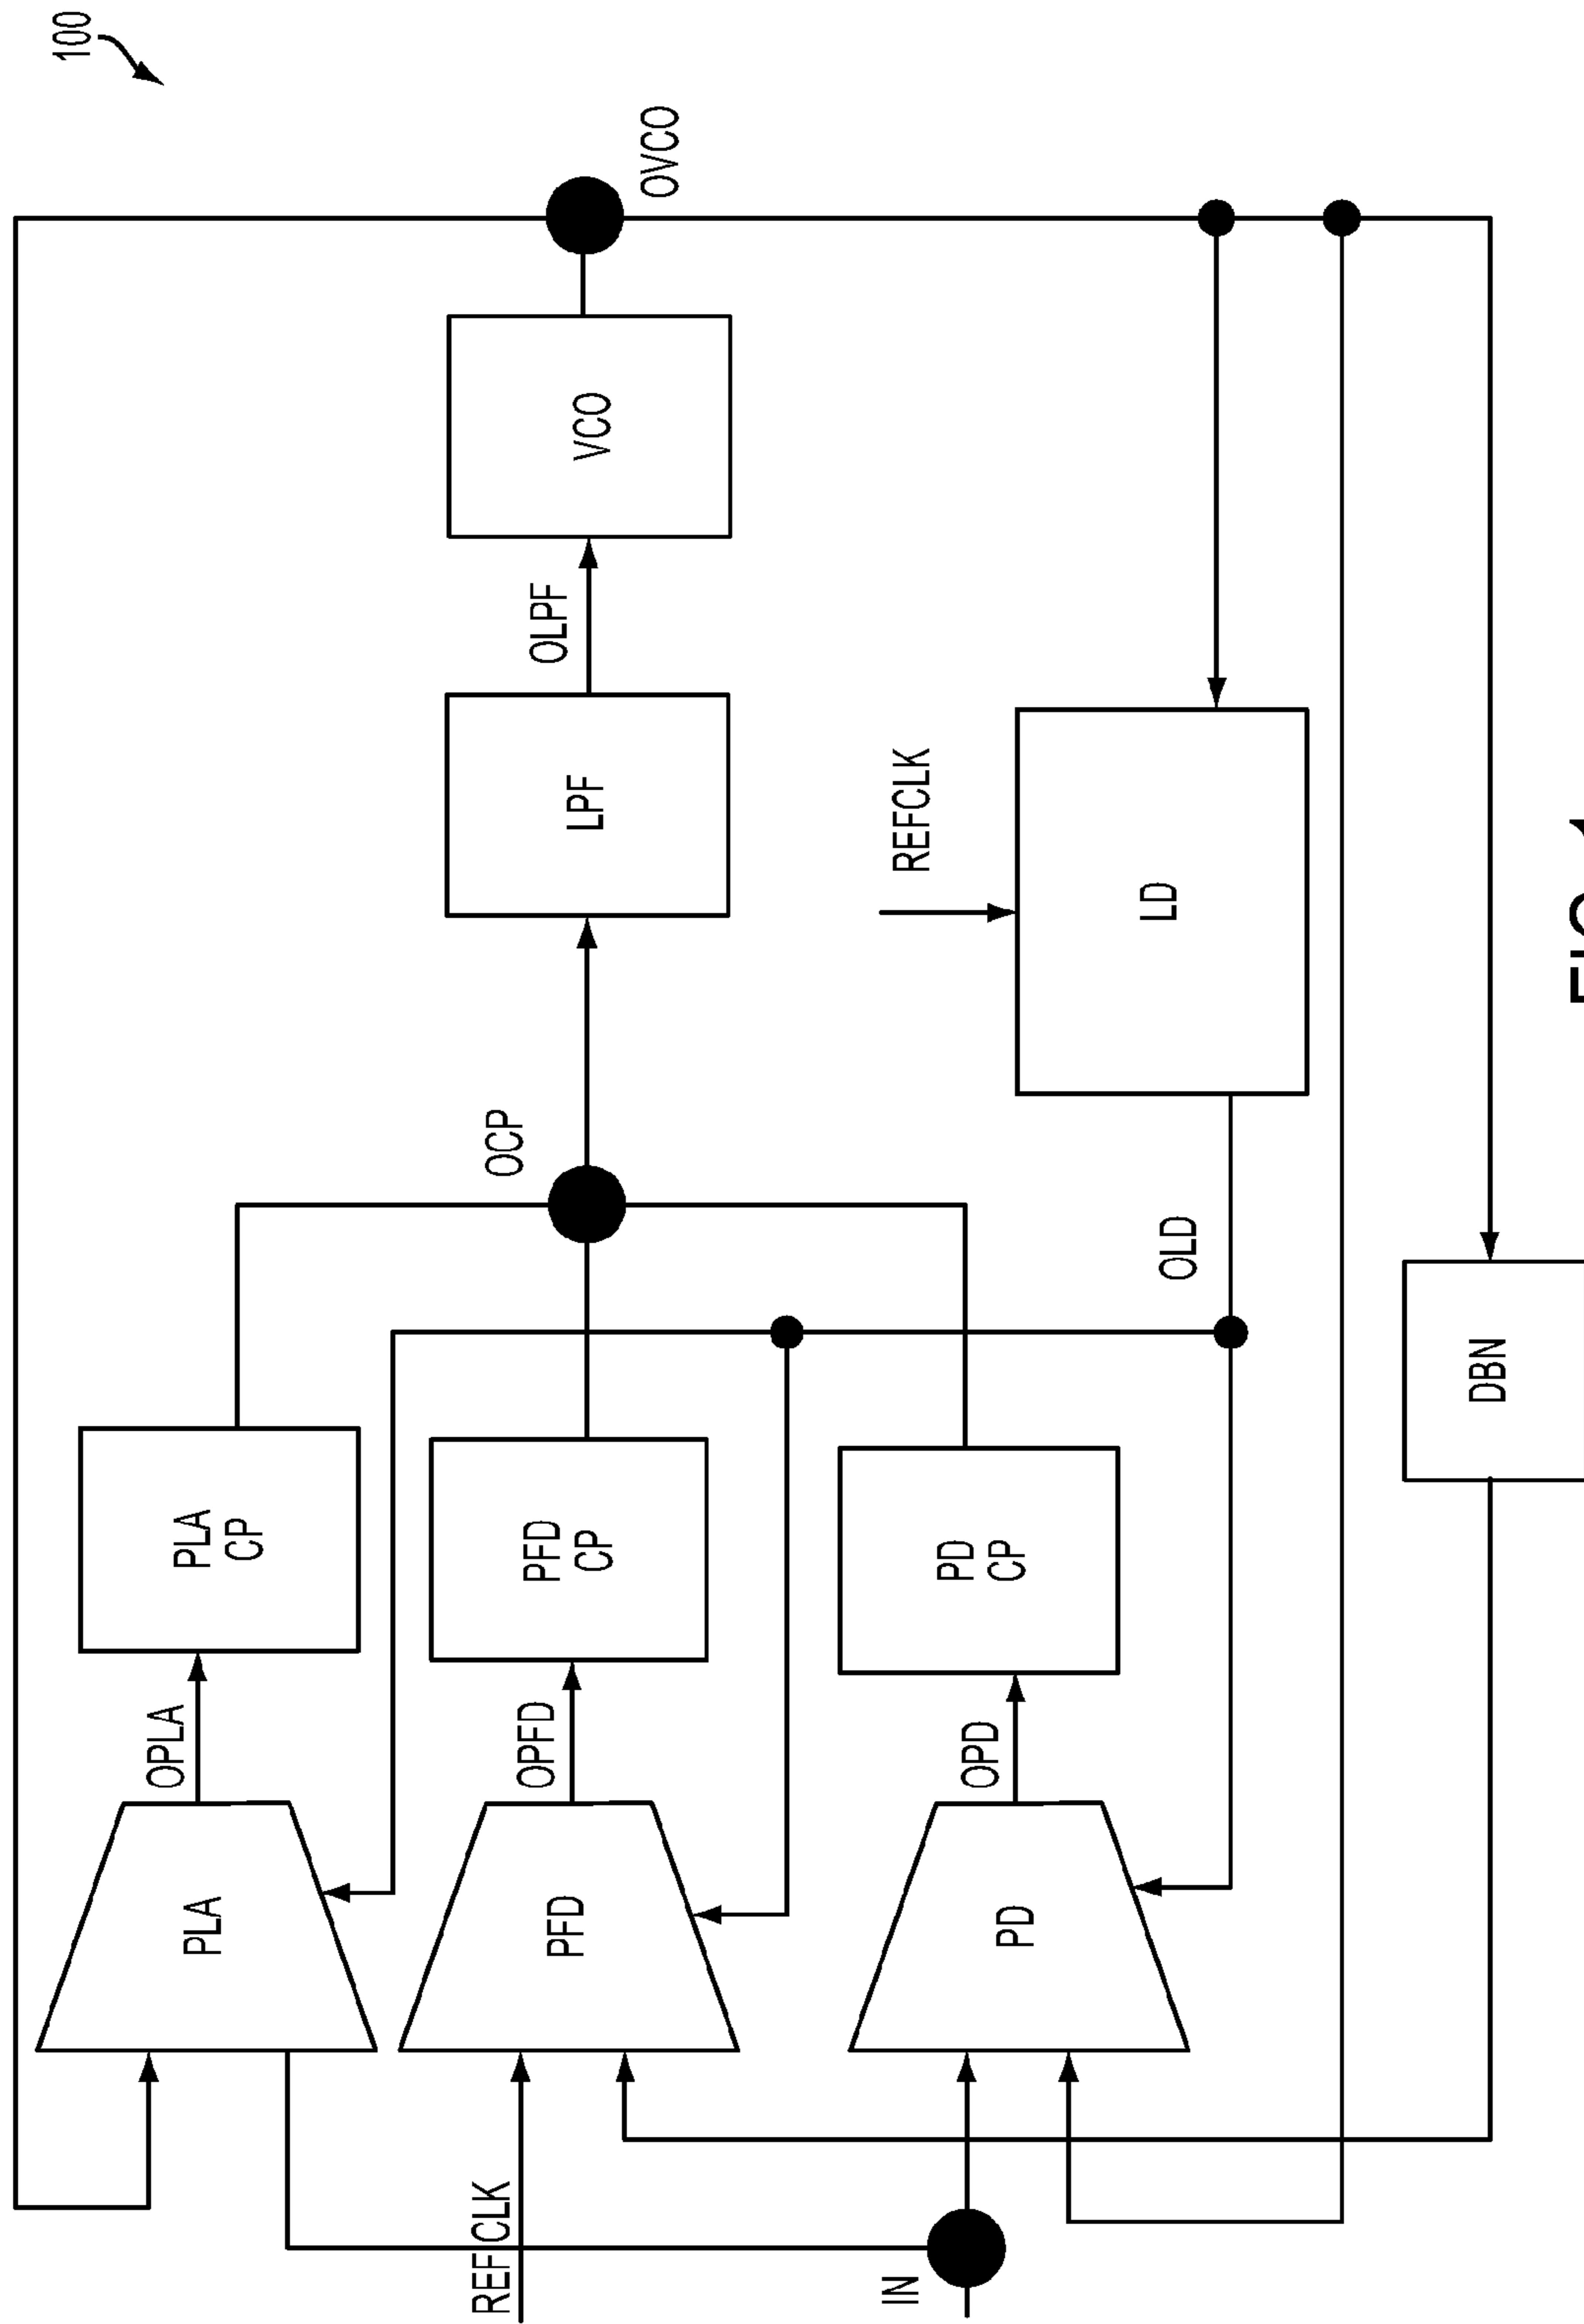 100
PLA
OPLA
PLA
CP
REFCLK
PFD
OPFD
PFD
CP
OCP
LPF
OLPF
VCO
OVCO
IN
PD
OPD
PD
CP
OLD
REFCLK
LD
DBN